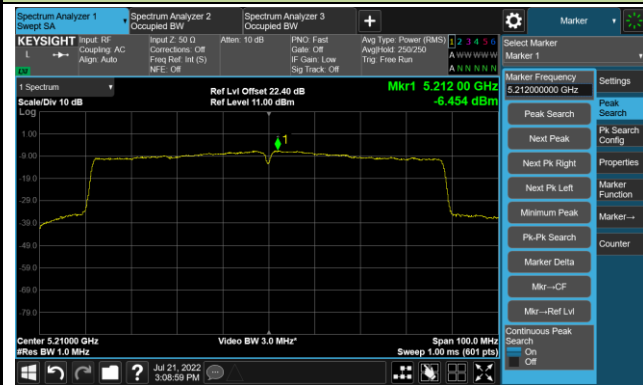 Spectrum Analyzer 1
Swept SA
Spectrum Analyzer 2
Occupied BW
Spectrum Analyzer 3
Occupied BW
+
Marker
KEYSIGHT
L
LXI
Input: RF
Coupling: AC
Align: Auto
Input Z: 50 Ω
Corrections: Off
Freq Ref: Int (S)
NFE: Off
Atten: 10 dB
PNO: Fast
Gate: Off
IF Gain: Low
Sig Track: Off
Avg Type: Power (RMS)
Avg|Hold: 250/250
Trig: Free Run
1 2 3 4 5 6
A W W W W W
A N N N N N
Select Marker
Marker 1
1 Spectrum
Scale/Div 10 dB
Log
Ref Lvl Offset 22.40 dB
Ref Level 11.00 dBm
Mkr1 5.212 00 GHz
-6.454 dBm
1.00
-9.00
-19.0
-29.0
-39.0
-49.0
-59.0
-69.0
-79.0
1
Center 5.21000 GHz
#Res BW 1.0 MHz
Video BW 3.0 MHz*
Span 100.0 MHz
Sweep 1.00 ms (601 pts)
Marker Frequency
5.212000000 GHz
Peak Search
Next Peak
Next Pk Right
Next Pk Left
Minimum Peak
Pk-Pk Search
Marker Delta
Mkr→CF
Mkr→Ref Lvl
Continuous Peak
Search
On
Off
Settings
Peak
Search
Pk Search
Config
Properties
Marker
Function
Marker→
Counter
?
Jul 21, 2022
3:08:59 PM